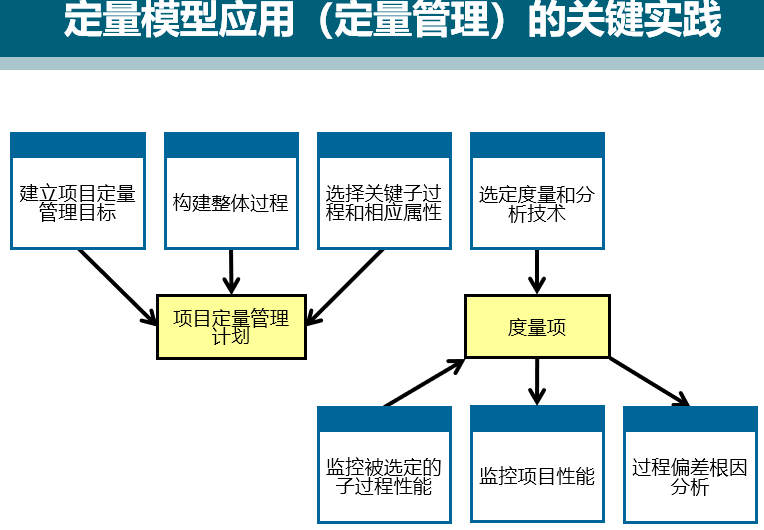 定量模型应用（定量管理）的关键实践
建立项目定量
管理目标
构建整体过程
选择关键子过
程和相应属性
选定度量和分
析技术
项目定量管理
计划
度量项
监控被选定的
子过程性能
监控项目性能
过程偏差根因
分析